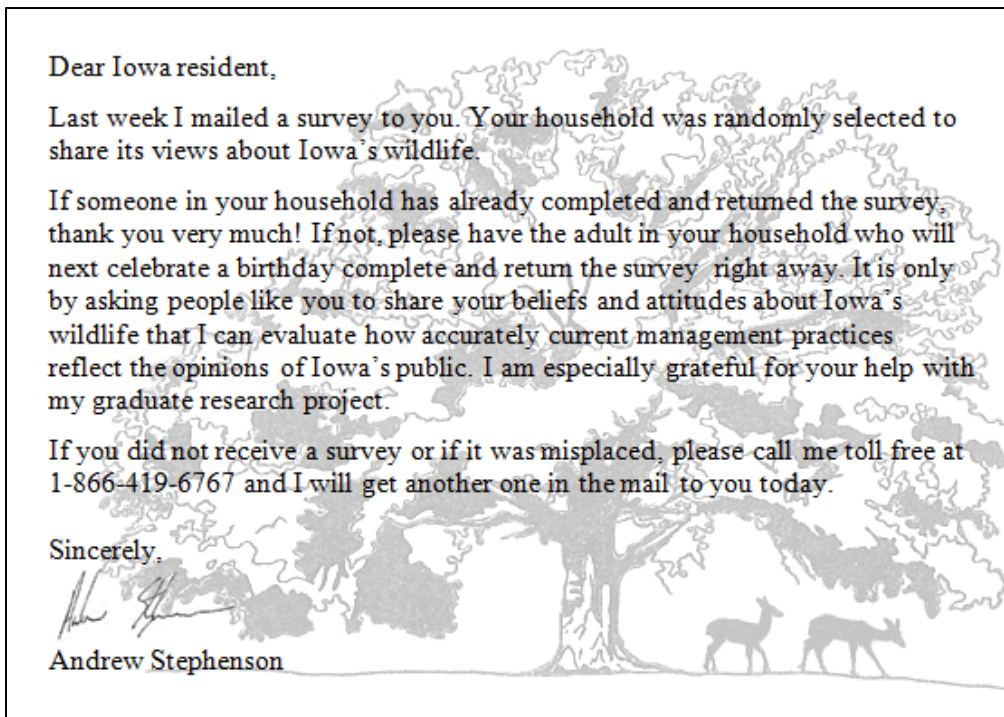 Dear Iowa resident,
Last week I mailed a survey to you. Your household was randomly selected to
share its views about Iowa's wildlife.
If someone in your household has already completed and returned the survey,
thank you very much! If not, please have the adult in your household who will
next celebrate a birthday complete and return the survey right away. It is only
by asking people like you to share your beliefs and attitudes about Iowa's
wildlife that I can evaluate how accurately current management practices
reflect the opinions of Iowa's public. I am especially grateful for your help with
my graduate research project.
If you did not receive a survey or if it was misplaced, please call me toll free at
1-866-419-6767 and I will get another one in the mail to you today.
Sincerely,
Andrew Stephenson